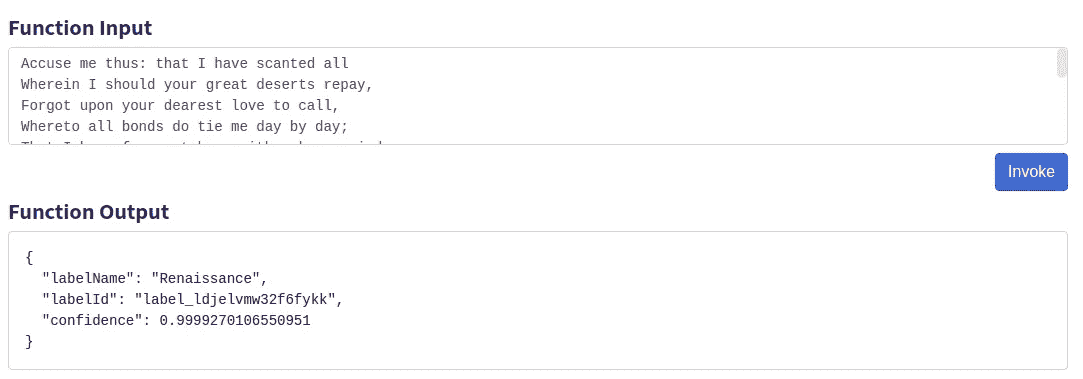 Function Input
Accuse me thus: that I have scanted all
Wherein I should your great deserts repay,
Forgot upon your dearest love to call,
Whereto all bonds do tie me day by day;
Invoke
Function Output
{
"labelName": "Renaissance",
"labelId": "label_ldjelvmw32f6fykk",
"confidence": 0.9999270106550951
}